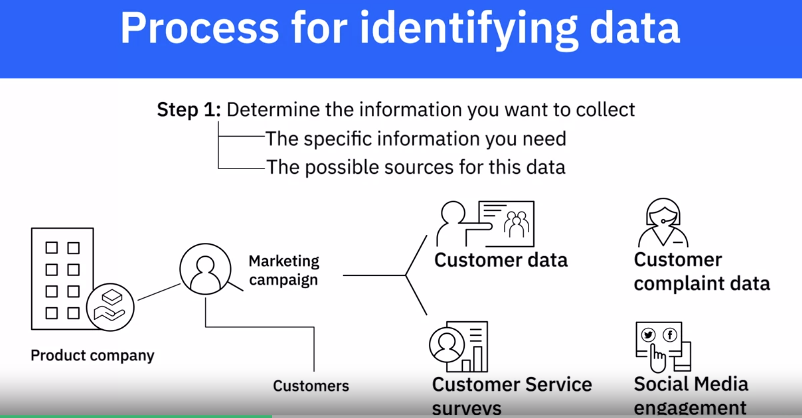 Process for identifying data
Step 1: Determine the information you want to collect
The specific information you need
The possible sources for this data
Marketing
campaign
Product company
Customers
Customer data
Customer
complaint data
Customer Service
surveys
Social Media
engagement